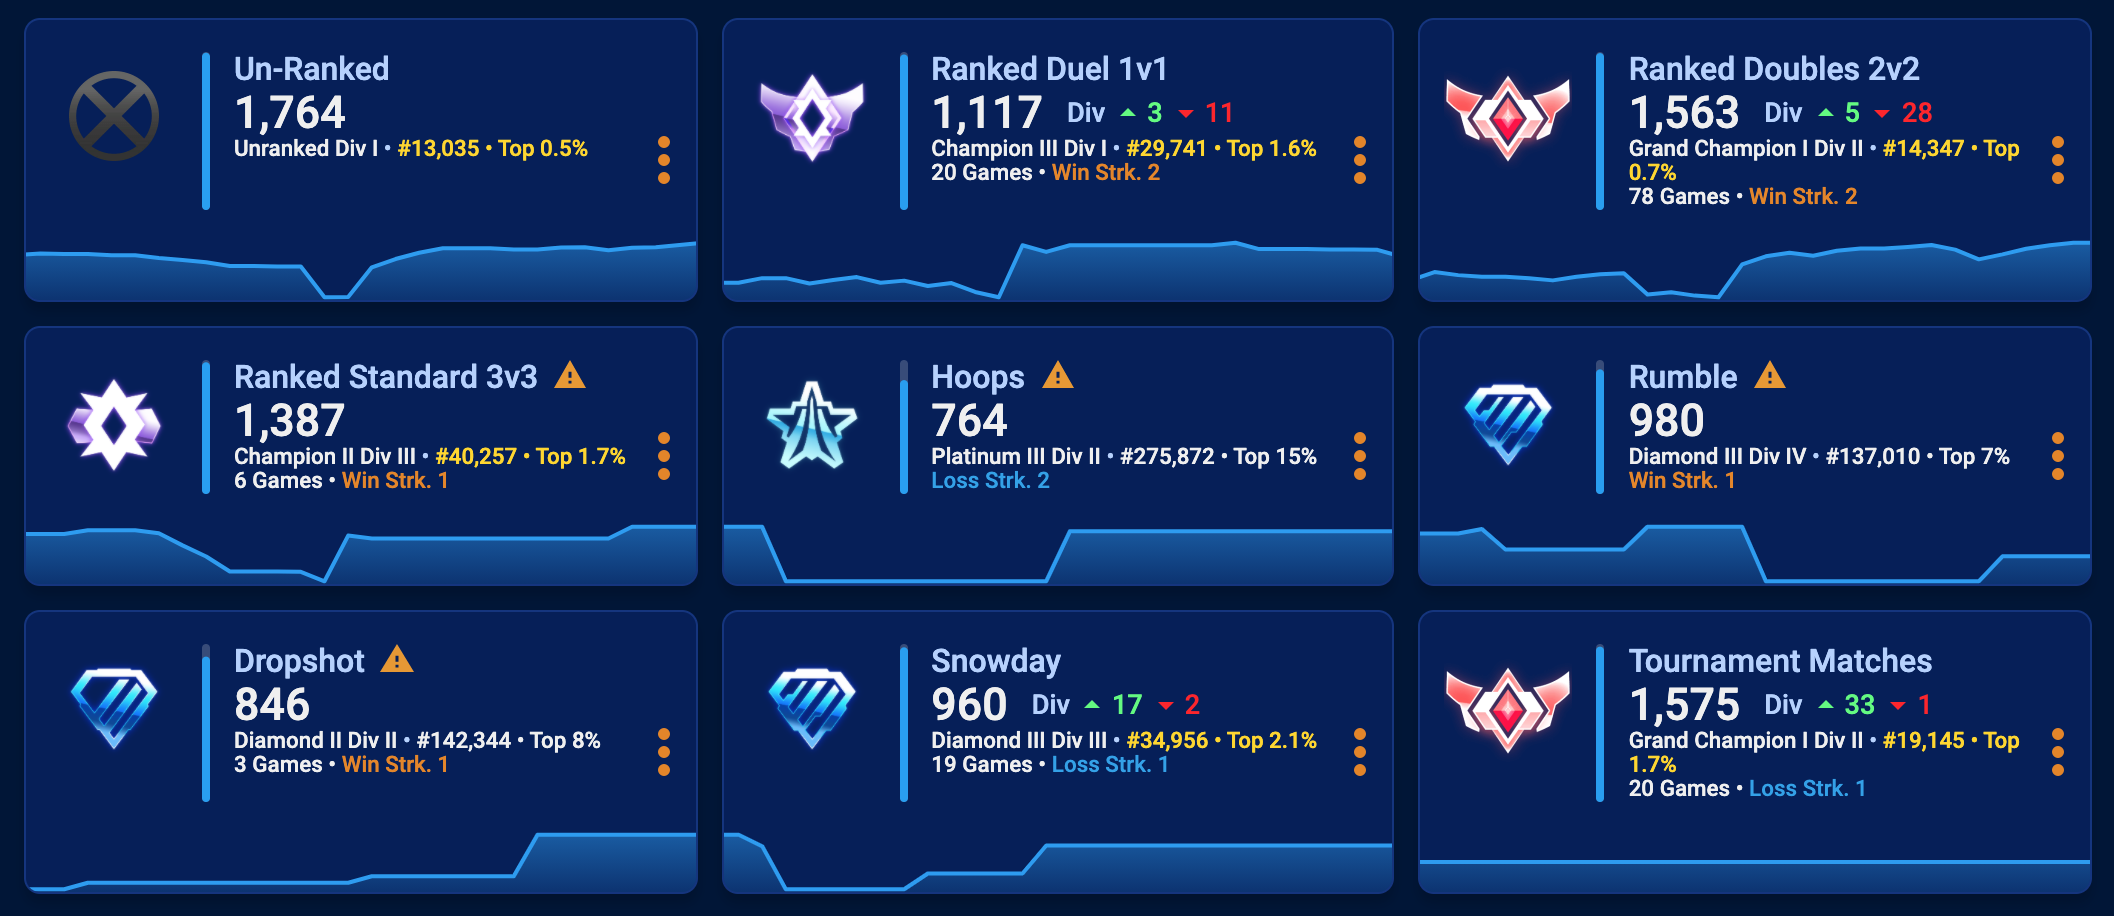 Un-Ranked
1,764
Unranked Div I • #13,035 • Top 0.5%
Ranked Duel 1v1
1,117 Div ▲ 3 ▼ 11
Champion III Div I • #29,741 • Top 1.6%
20 Games • Win Strk. 2
Ranked Doubles 2v2
1,563 Div ▲ 5 ▼ 28
Grand Champion I Div II • #14,347 • Top
0.7%
78 Games • Win Strk. 2
Ranked Standard 3v3
1,387
Champion II Div III • #40,257 • Top 1.7%
6 Games • Win Strk. 1
Hoops
764
Platinum III Div II • #275,872 • Top 15%
Loss Strk. 2
Rumble
980
Diamond III Div IV • #137,010 • Top 7%
Win Strk. 1
Dropshot
846
Diamond II Div II • #142,344 • Top 8%
3 Games • Win Strk. 1
Snowday
960 Div ▲ 17 ▼ 2
Diamond III Div III • #34,956 • Top 2.1%
19 Games • Loss Strk. 1
Tournament Matches
1,575 Div ▲ 33 ▼ 1
Grand Champion I Div II • #19,145 • Top
1.7%
20 Games • Loss Strk. 1